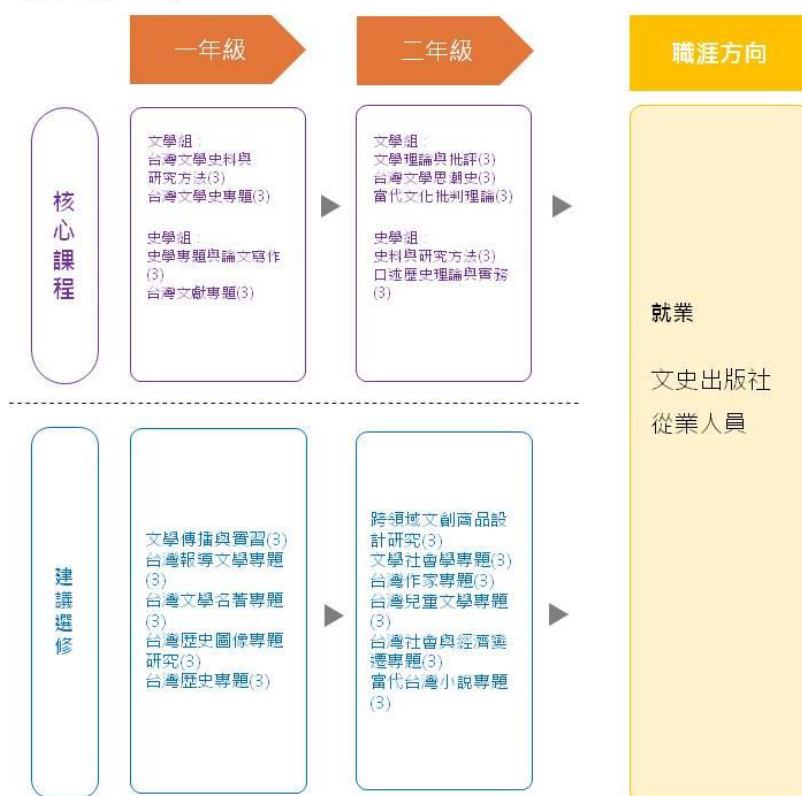 一年級
二年級
職涯方向
核
心
課
程
文學組：
台灣文學史料與
研究方法(3)
台灣文學史專題(3)
史學組：
史學專題與論文寫作
(3)
台灣文獻專題(3)
文學組：
文學理論與批評(3)
台灣文學思潮史(3)
當代文化批判理論(3)
史學組：
史料與研究方法(3)
口述歷史理論與實務
(3)
就業
文史出版社
從業人員
建
議
選
修
文學傳播與實習(3)
台灣報導文學專題
(3)
台灣文學名著專題
(3)
台灣歷史圖像專題
研究(3)
台灣歷史專題(3)
跨領域文創商品設
計研究(3)
文學社會學專題(3)
台灣作家專題(3)
台灣兒童文學專題
(3)
台灣社會與經濟變
遷專題(3)
當代台灣小說專題
(3)